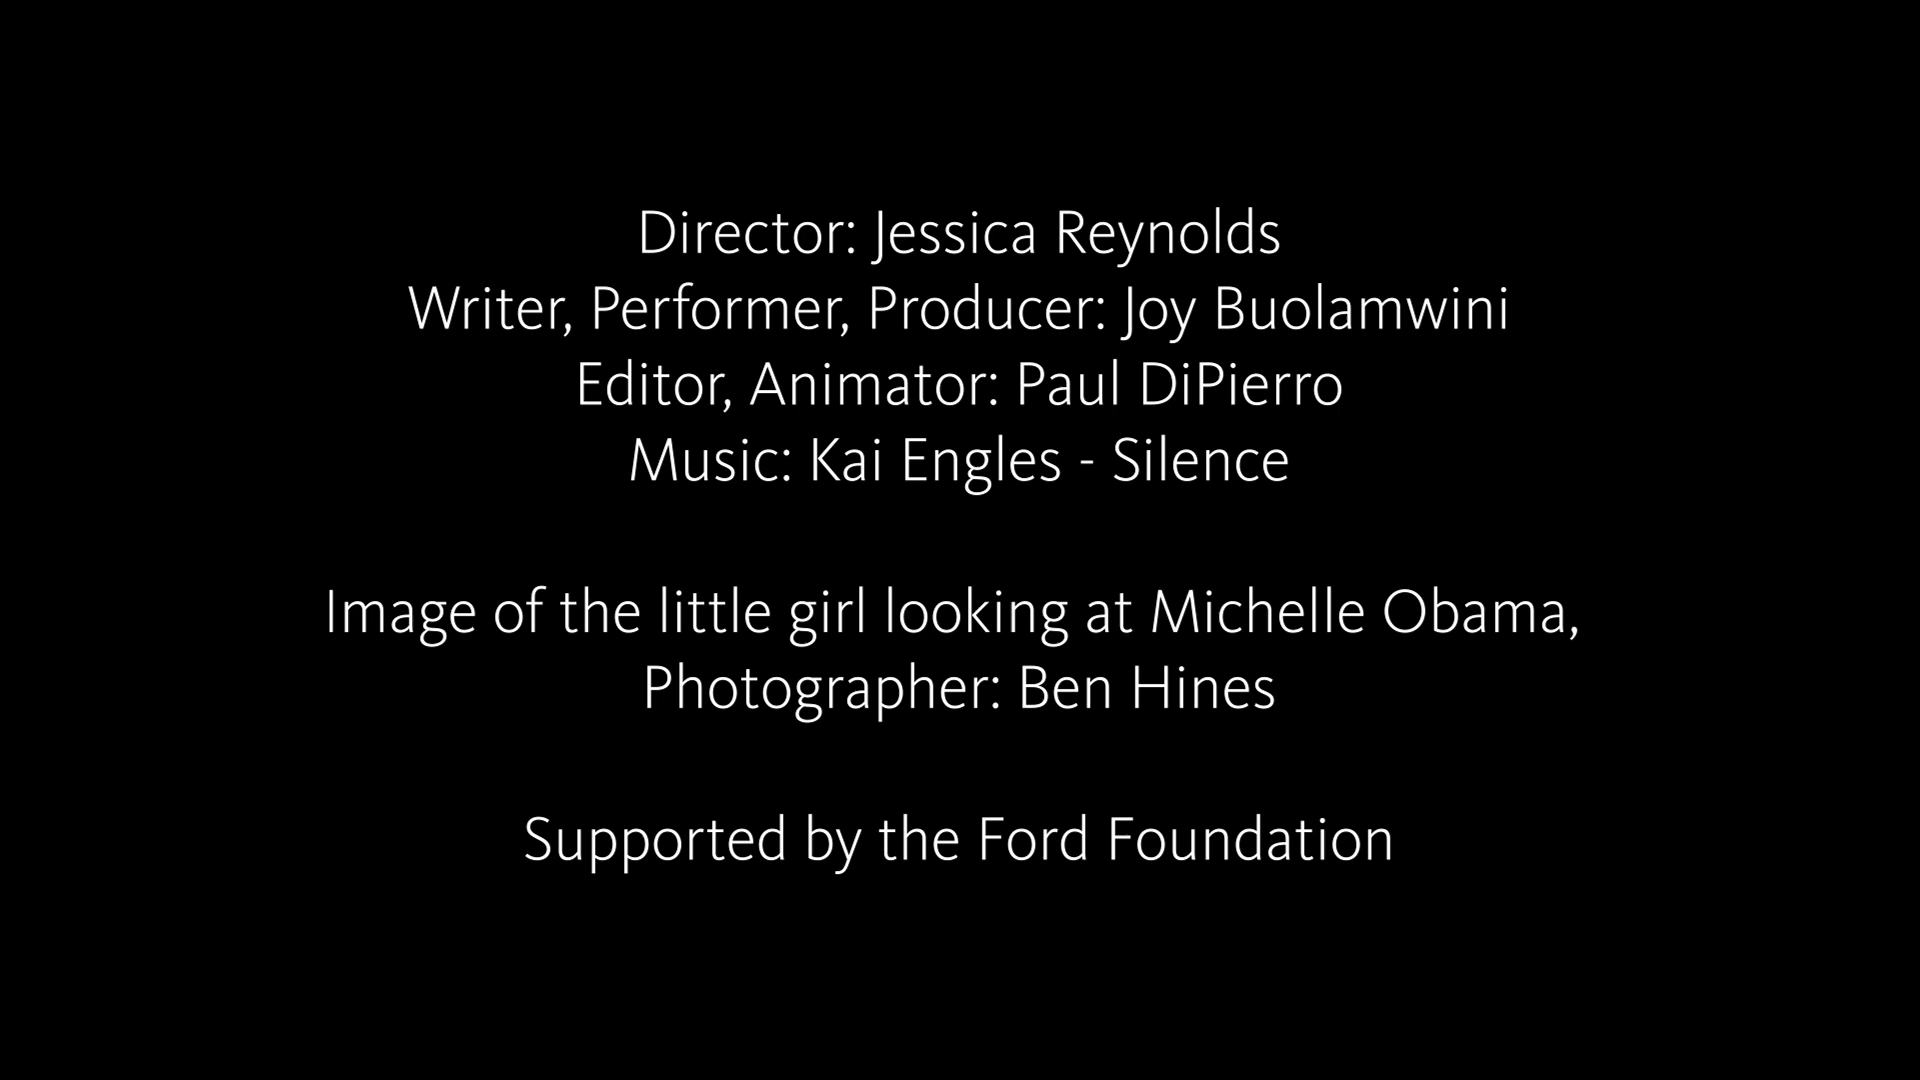 Director: Jessica Reynolds
Writer, Performer, Producer: Joy Buolamwini
Editor, Animator: Paul DiPierro
Music: Kai Engles - Silence
Image of the little girl looking at Michelle Obama,
Photographer: Ben Hines
Supported by the Ford Foundation